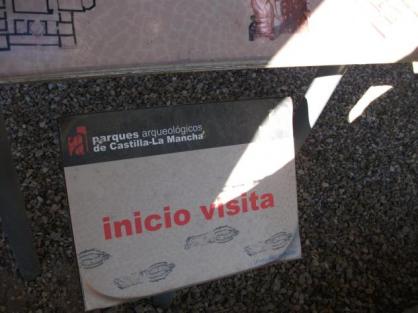 parques arqueológicos
de Castilla-La Mancha
inicio visita